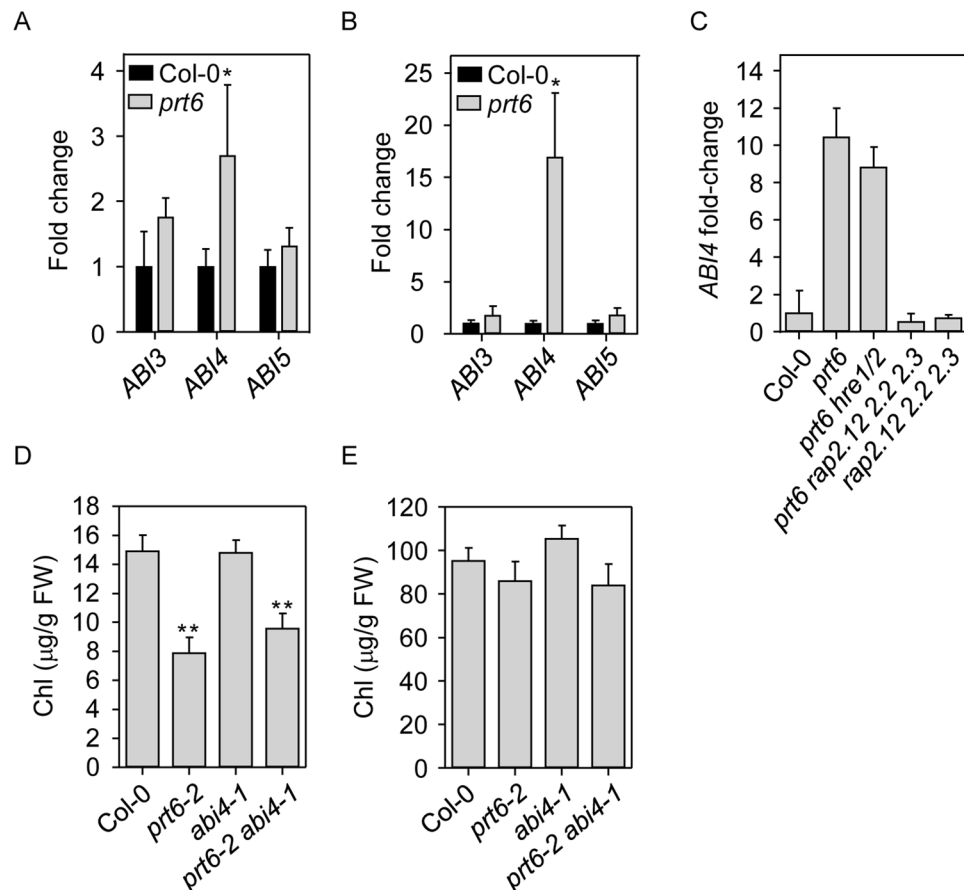 A
Fold change
4
3
2
1
0
Col-0
*
prt6
ABI3
ABI4
ABI5
B
Fold change
25
20
15
10
5
0
Col-0
*
prt6
ABI3
ABI4
ABI5
C
ABI4 fold-change
14
12
10
8
6
4
2
0
Col-0
prt6
prt6 hre1/2
prt6 rap2.12 2.2 2.3
rap2.12 2.2 2.3
D
Chl (µg/g FW)
18
16
14
12
10
8
6
4
2
0
**
**
Col-0
prt6-2
abi4-1
prt6-2 abi4-1
E
Chl (µg/g FW)
120
100
80
60
40
20
0
Col-0
prt6-2
abi4-1
prt6-2 abi4-1